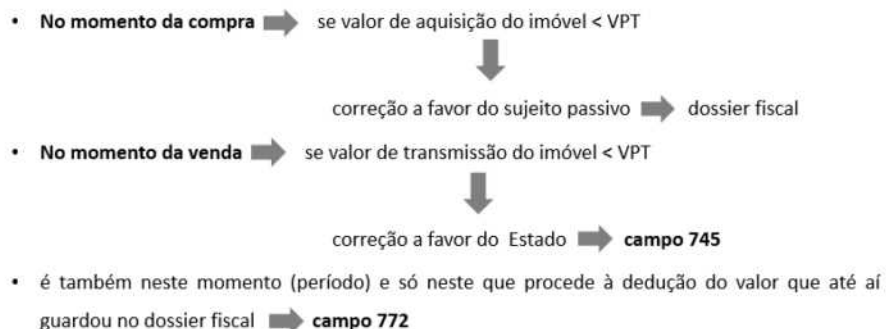 • No momento da compra se valor de aquisição do imóvel < VPT
correção a favor do sujeito passivo dossier fiscal
• No momento da venda se valor de transmissão do imóvel < VPT
correção a favor do Estado campo 745
• é também neste momento (período) e só neste que procede à dedução do valor que até aí
guardou no dossier fiscal campo 772